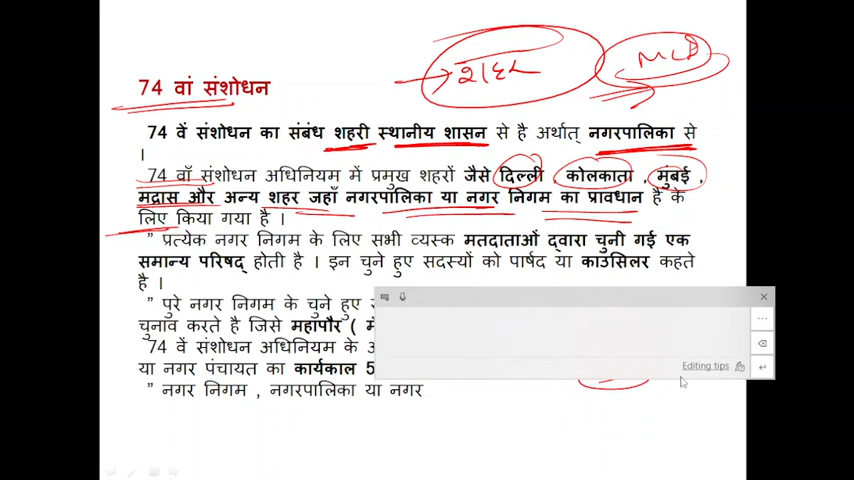 शहर
MCD
74 वां संशोधन
74 वें संशोधन का संबंध शहरी स्थानीय शासन से है अर्थात् नगरपालिका से
।
74 वाँ संशोधन अधिनियम में प्रमुख शहरों जैसे दिल्ली , कोलकाता , मुंबई ,
मद्रास और अन्य शहर जहाँ नगरपालिका या नगर निगम का प्रावधान है के
लिए किया गया है ।
" प्रत्येक नगर निगम के लिए सभी व्यस्क मतदाताओं द्वारा चुनी गई एक
समान्य परिषद् होती है । इन चुने हुए सदस्यों को पार्षद या काउंसिलर कहते
है ।
" पुरे नगर निगम के चुने हुए
चुनाव करते है जिसे महापौर (
74 वें संशोधन अधिनियम के
या नगर पंचायत का कार्यकाल 5
" नगर निगम , नगरपालिका या नगर
Editing tips